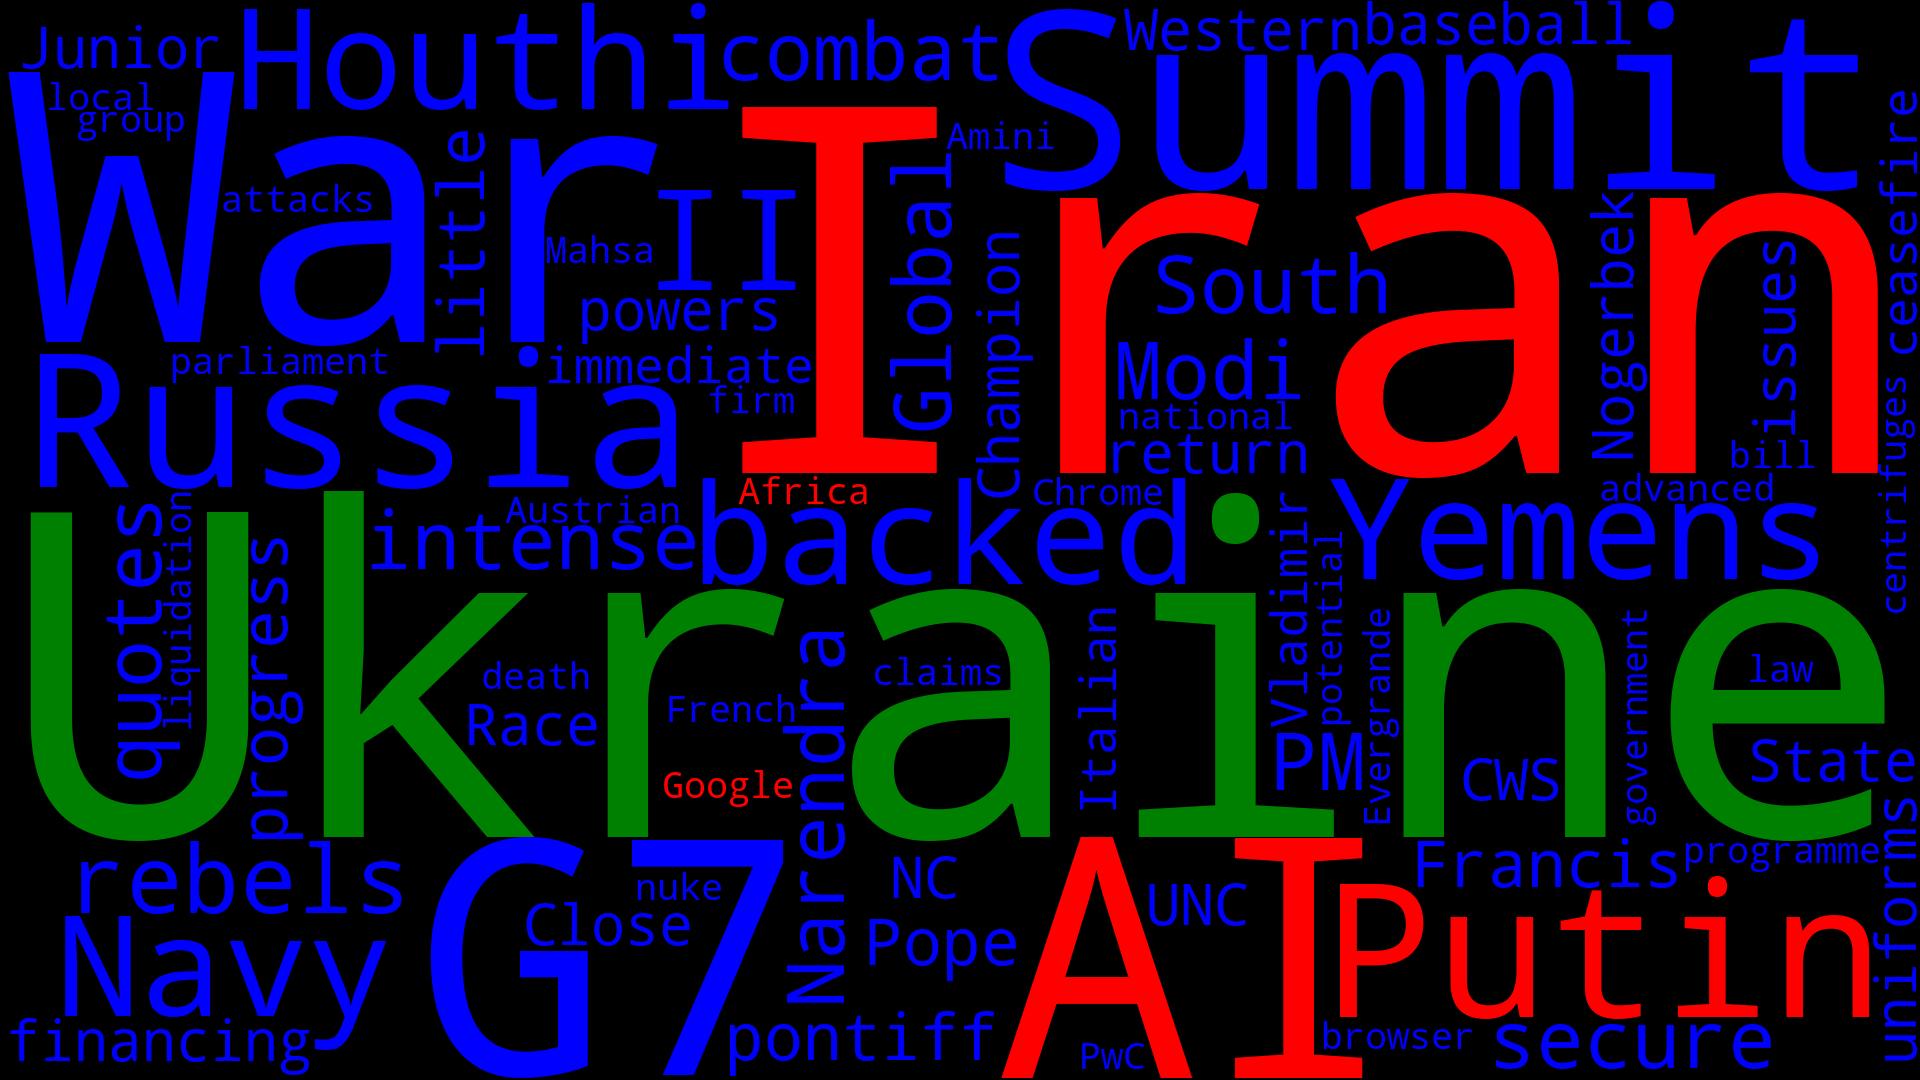 Junior
Houthi
combat
Western
baseball
Summit
local
group
War
attacks
little
Mahsa
II
powers
Iran
Amini
Global
Champion
South
Modi
national
return
Nogerbek
issues
bill
ceasefire
centrifuges
Russia
parliament
immediate
firm
Africa
Chrome
advanced
quotes
liquidation
progress
Austrian
intense
backed
Yemens
Ukraine
death
Race
French
Google
Narendra
claims
Italian
Vladimir
potential
PM
Evergrande
CWS
government
law
State
uniforms
rebels
Navy
financing
G7
nuke
Close
NC
Pope
pontiff
UNC
AI
PwC
Francis
programme
Putin
browser
secure